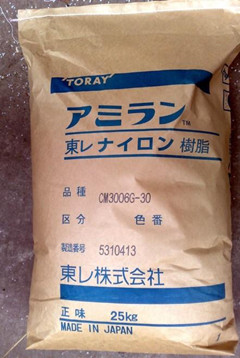 TORAY
アミラン™
東レ ナイロン 樹脂
品種 CM3006G-30
区分 色番
製造番号 5310413
東レ株式会社
正味 25kg
MADE IN JAPAN